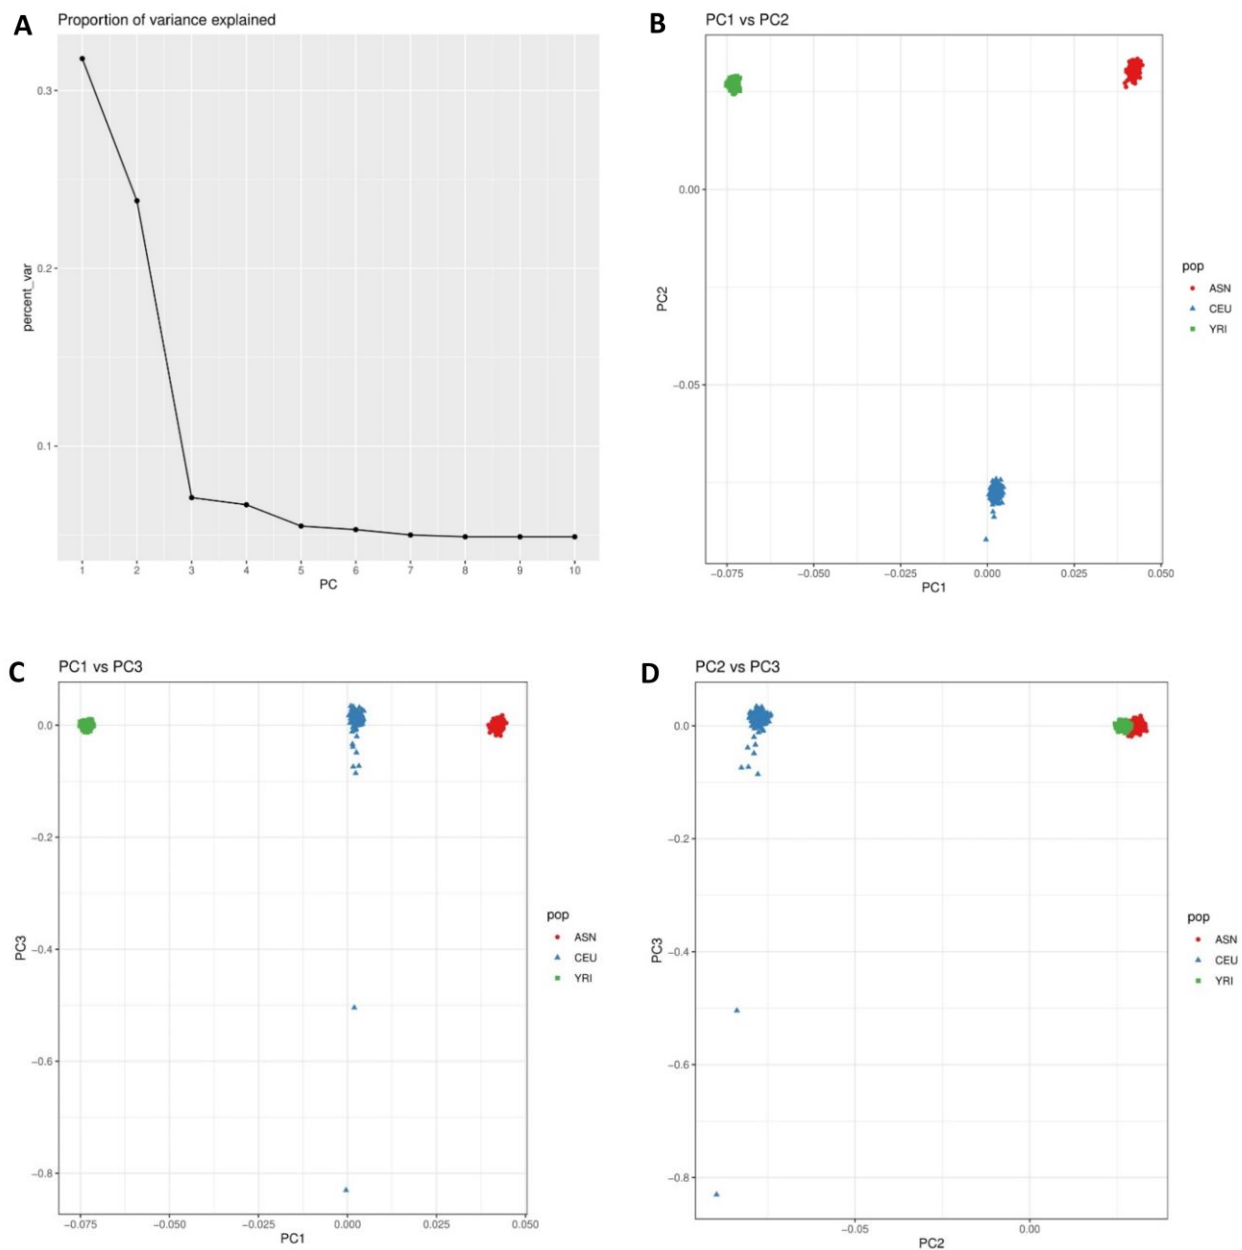 A
Proportion of variance explained
0.3
0.2
0.1
percent_var
1 2 3 4 5 6 7 8 9 10
PC
B
PC1 vs PC2
0.00
−0.05
PC2
−0.075 −0.050 −0.025 0.000 0.025 0.050
PC1
pop
ASN
CEU
YRI
C
PC1 vs PC3
0.0
−0.2
−0.4
−0.6
−0.8
PC3
−0.075 −0.050 −0.025 0.000 0.025 0.050
PC1
pop
ASN
CEU
YRI
D
PC2 vs PC3
0.0
−0.2
−0.4
−0.6
−0.8
PC3
−0.05 0.00
PC2
pop
ASN
CEU
YRI